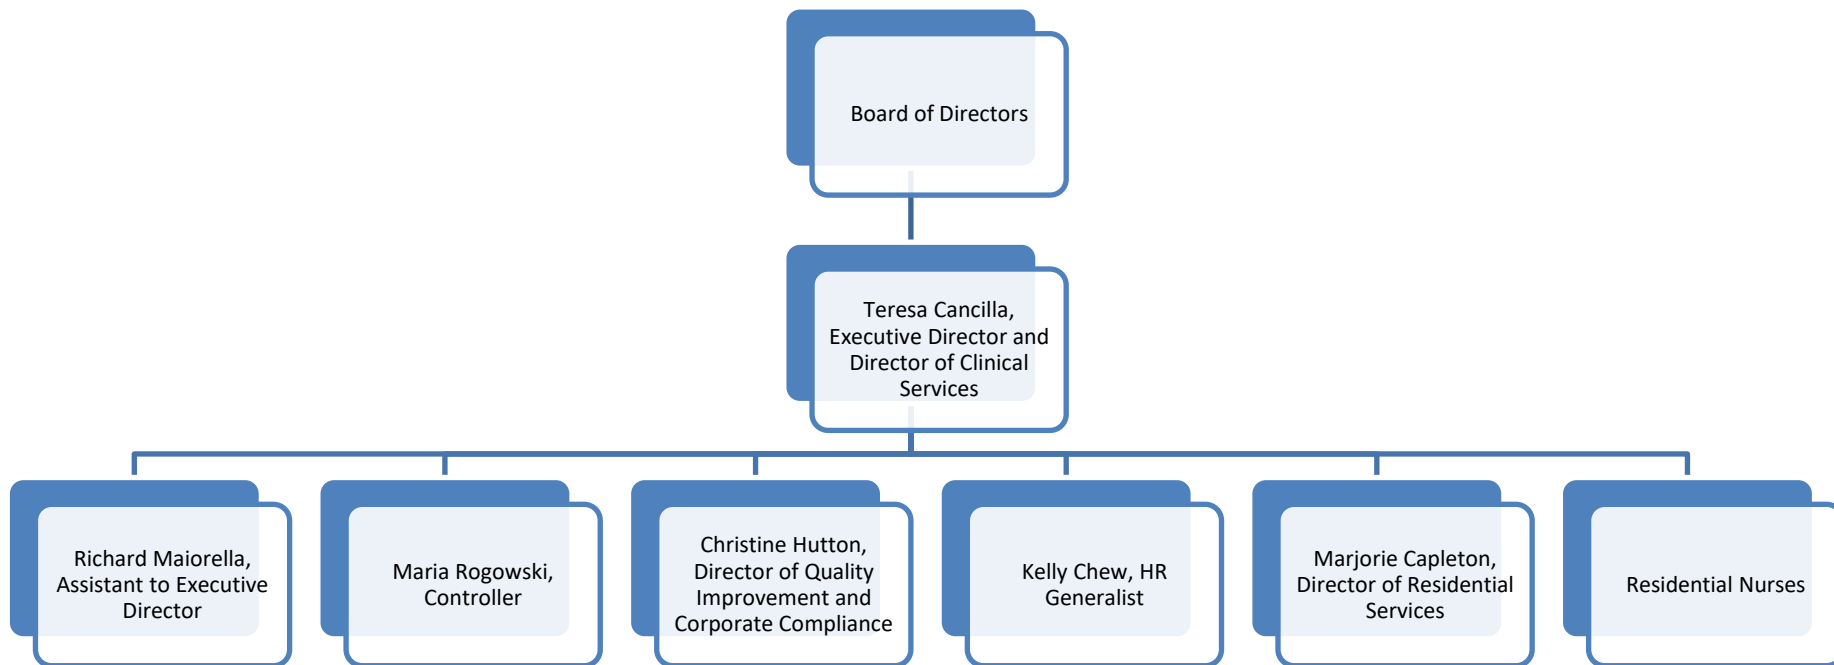 Board of Directors
Teresa Cancilla,
Executive Director and
Director of Clinical
Services
Richard Maiorella,
Assistant to Executive
Director
Maria Rogowski,
Controller
Christine Hutton,
Director of Quality
Improvement and
Corporate Compliance
Kelly Chew, HR
Generalist
Marjorie Capleton,
Director of Residential
Services
Residential Nurses